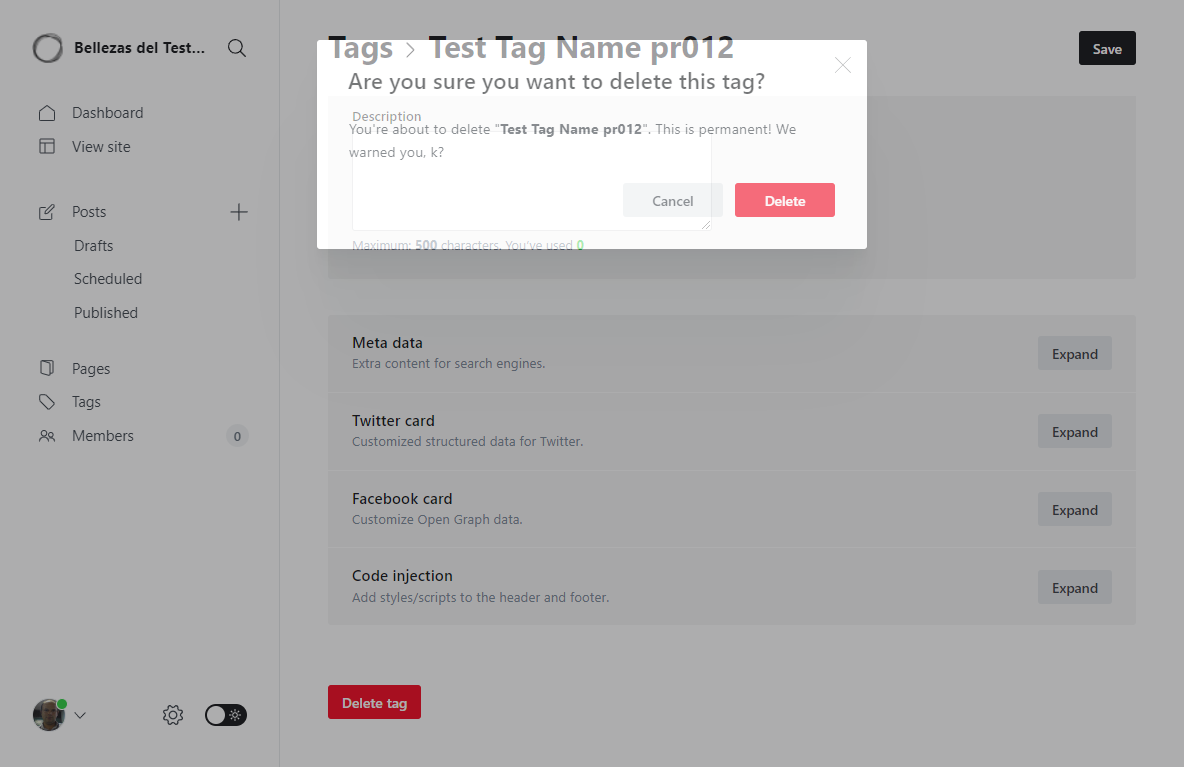 Bellezas del Test...
Dashboard
View site
Posts
Drafts
Scheduled
Published
Pages
Tags
Members
0
Tags > Test Tag Name pr012
Save
Are you sure you want to delete this tag?
Description
You're about to delete "Test Tag Name pr012". This is permanent! We
warned you, k?
Cancel
Delete
Maximum: 500 characters. You've used 0
Meta data
Extra content for search engines.
Expand
Twitter card
Customized structured data for Twitter.
Expand
Facebook card
Customize Open Graph data.
Expand
Code injection
Add styles/scripts to the header and footer.
Expand
Delete tag